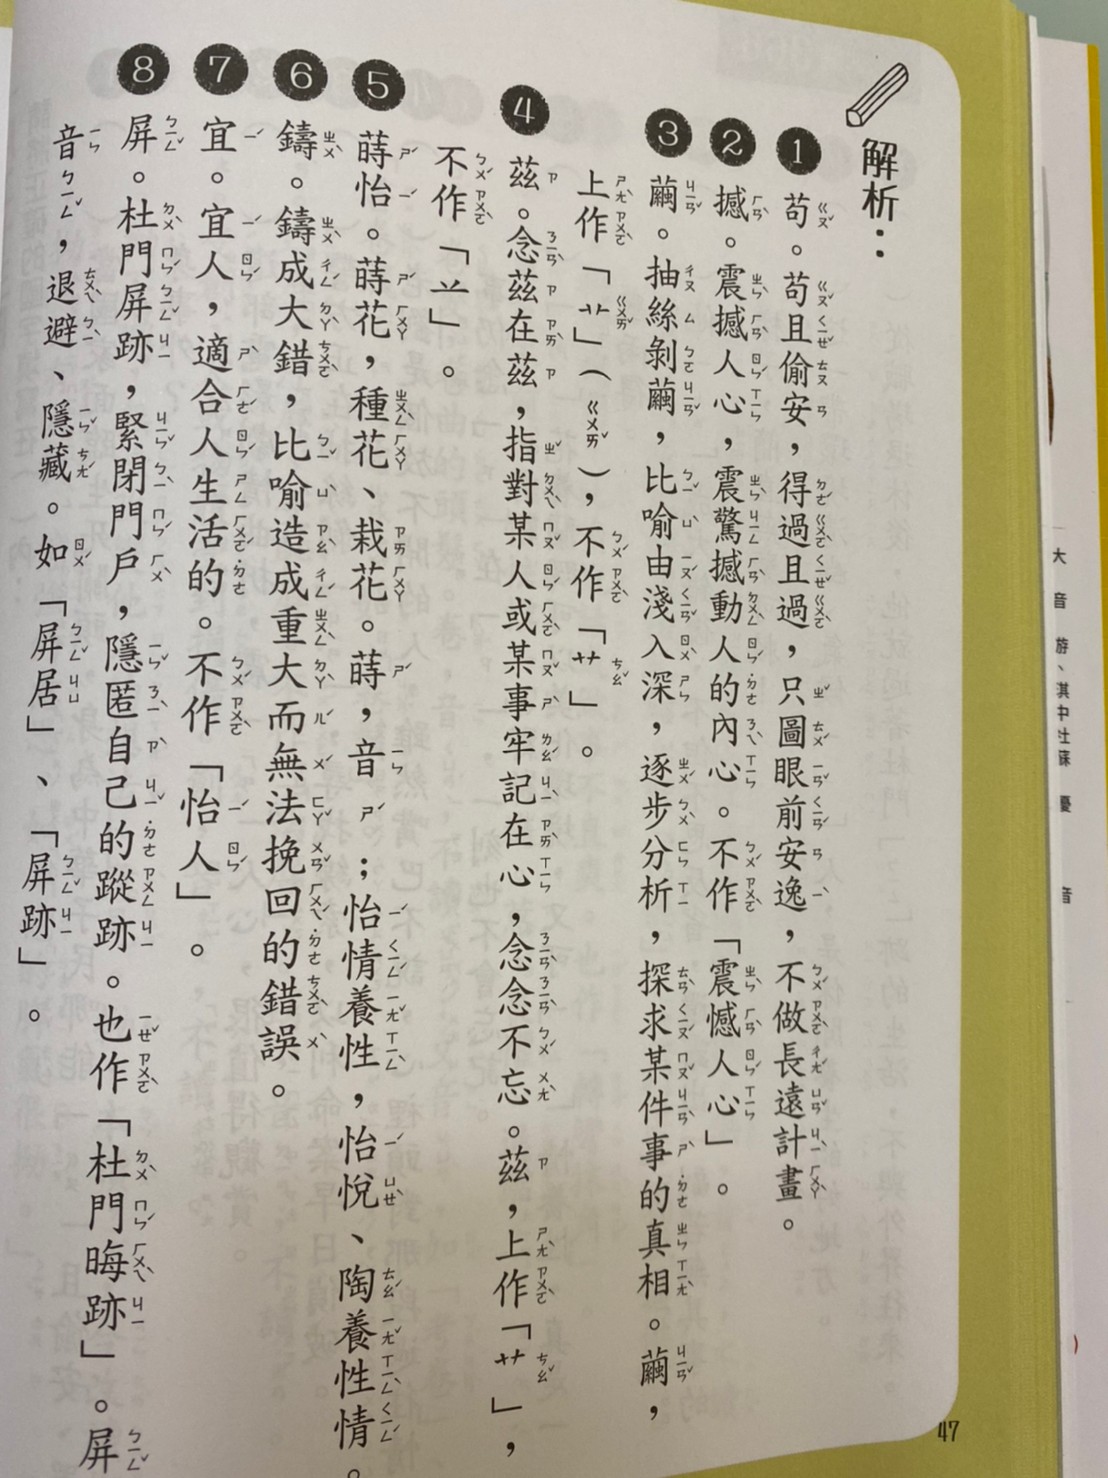 解析：
1 苟。苟且偷安，得過且過，只圖眼前安逸，不做長遠計畫。
2 撼。震撼人心，震驚撼動人的內心。不作「震憾人心」。
3 繭。抽絲剝繭，比喻由淺入深，逐步分析，探求某件事的真相。繭，
上作「𦫳」（ㄍㄨㄞˇ），不作「艹」。
4 茲。念茲在茲，指對某人或某事牢記在心，念念不忘。茲，上作「艹」，
不作「䒑」。
5 蒔怡。蒔花，種花、栽花。蒔，音ㄕˊ；怡情養性，怡悅、陶養性情。
6 鑄。鑄成大錯，比喻造成重大而無法挽回的錯誤。
7 宜。宜人，適合人生活的。不作「怡人」。
8 屏。杜門屏跡，緊閉門戶，隱匿自己的蹤跡。也作「杜門晦跡」。屏
音ㄅㄧㄥˇ，退避、隱藏。如「屏居」、「屏跡」。
47